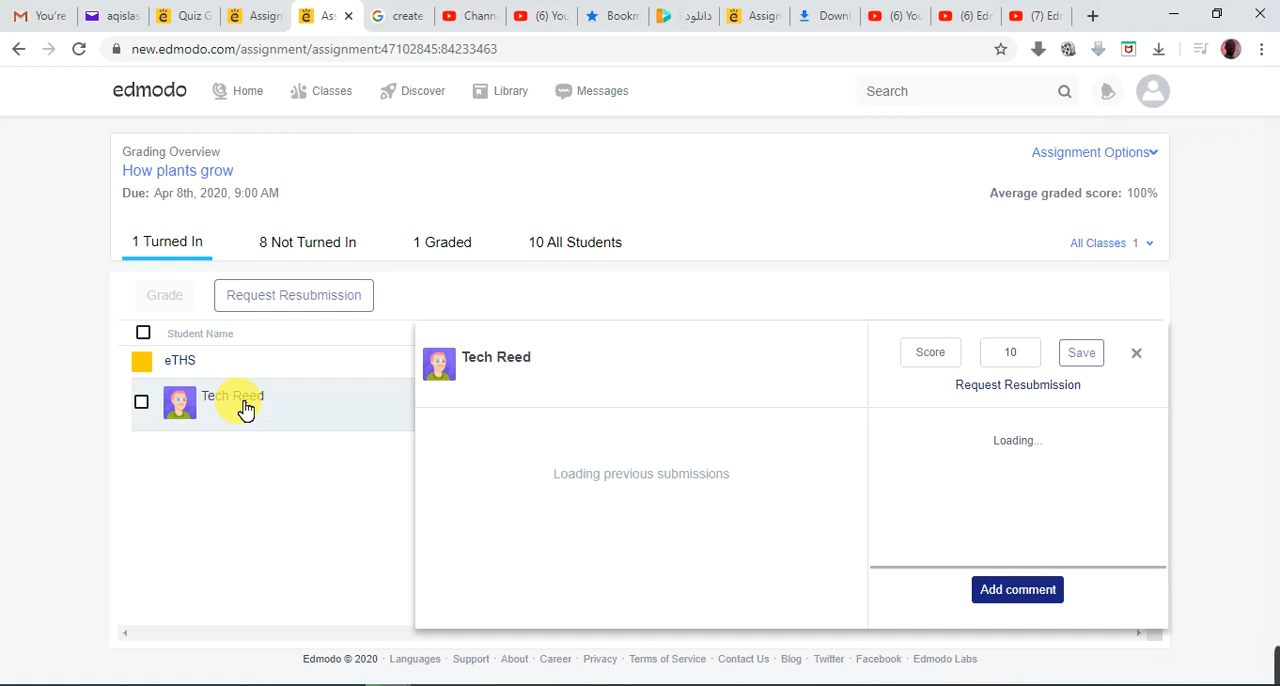 You're
aqislas
Quiz G
Assign
Ass
create
Chann
(6) You
Bookm
دانلود
Assign
Downl
(6) You
(6) Edr
(7) Edr
new.edmodo.com/assignment/assignment:47102845:84233463
edmodo Home Classes Discover Library Messages Search
Grading Overview
How plants grow
Due: Apr 8th, 2020, 9:00 AM
Assignment Options
Average graded score: 100%
1 Turned In 8 Not Turned In 1 Graded 10 All Students All Classes 1
Grade Request Resubmission
Student Name
eTHS
Tech Reed
Tech Reed
Score 10 Save
Request Resubmission
Loading previous submissions
Loading...
Add comment
Edmodo © 2020 · Languages · Support · About · Career · Privacy · Terms of Service · Contact Us · Blog · Twitter · Facebook · Edmodo Labs